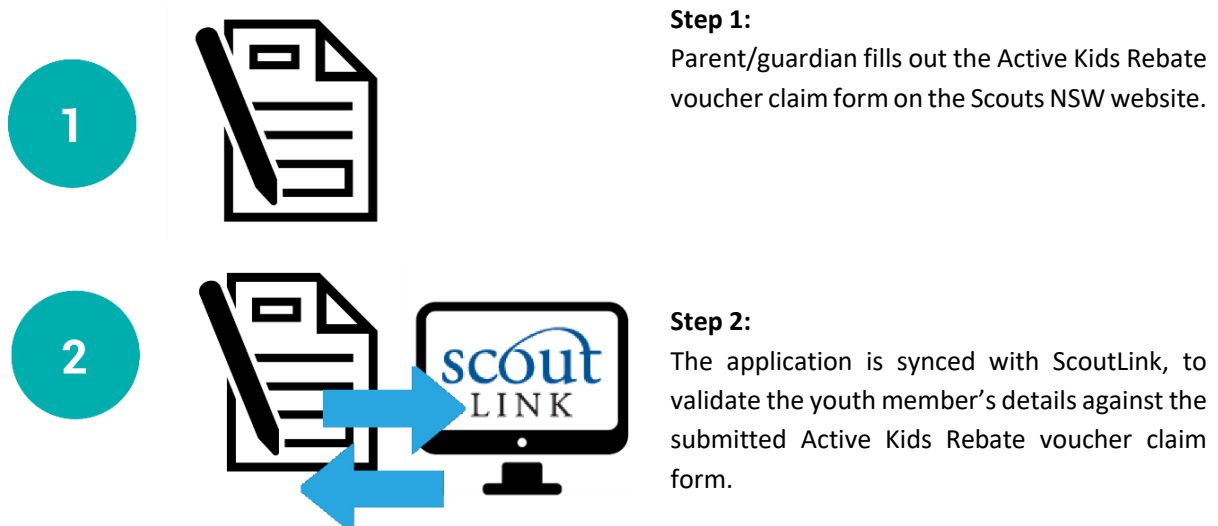 1
Step 1:
Parent/guardian fills out the Active Kids Rebate
voucher claim form on the Scouts NSW website.
2
scout
LINK
Step 2:
The application is synced with ScoutLink, to
validate the youth member’s details against the
submitted Active Kids Rebate voucher claim
form.